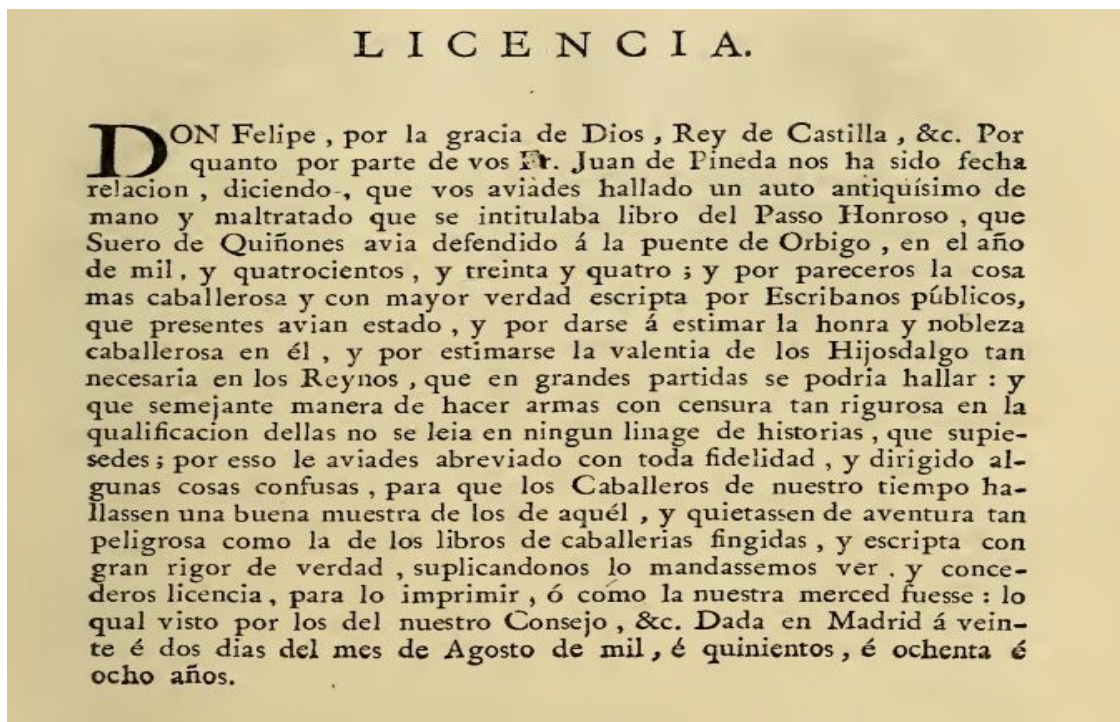 LICENCIA.
DON Felipe, por la gracia de Dios, Rey de Castilla, &c. Por
quanto por parte de vos Fr. Juan de Pineda nos ha sido fecha
relacion, diciendo, que vos aviades hallado un auto antiquísimo de
mano y maltratado que se intitulaba libro del Passo Honroso, que
Suero de Quiñones avia defendido á la puente de Orbigo, en el año
de mil, y quatrocientos, y treinta y quatro; y por pareceros la cosa
mas caballerosa y con mayor verdad escripta por Escribanos públicos,
que presentes avian estado, y por darse á estimar la honra y nobleza
caballerosa en él, y por estimarse la valentia de los Hijosdalgo tan
necesaria en los Reynos, que en grandes partidas se podria hallar: y
que semejante manera de hacer armas con censura tan rigurosa en la
qualificacion dellas no se leia en ningun linage de historias, que supie-
sedes; por esso le aviades abreviado con toda fidelidad, y dirigido al-
gunas cosas confusas, para que los Caballeros de nuestro tiempo ha-
llassen una buena muestra de los de aquél, y quietassen de aventura tan
peligrosa como la de los libros de caballerias fingidas, y escripta con
gran rigor de verdad, suplicandonos lo mandassemos ver. y conce-
deros licencia, para lo imprimir, ó como la nuestra merced fuesse: lo
qual visto por los del nuestro Consejo, &c. Dada en Madrid á vein-
te é dos dias del mes de Agosto de mil, é quinientos, é ochenta é
ocho años.